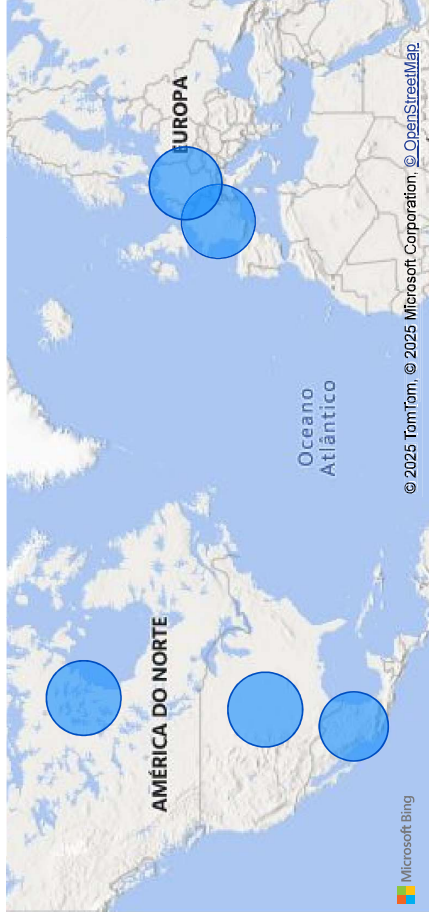 EUROPA
Oceano
Atlântico
AMÉRICA DO NORTE
Microsoft Bing
© 2025 TomTom, © 2025 Microsoft Corporation, © OpenStreetMap